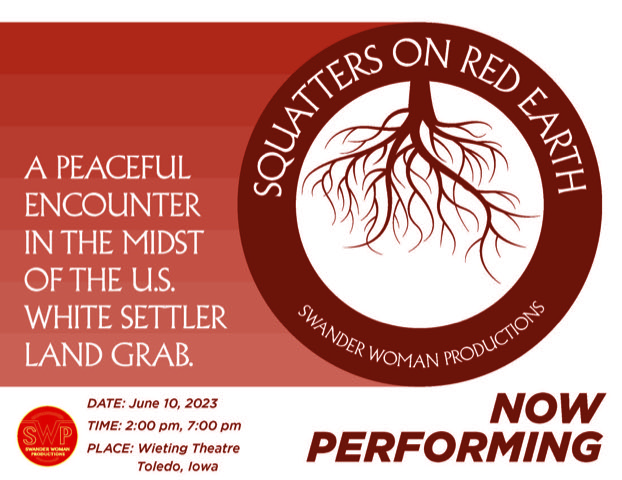 SQUATTERS ON RED EARTH
A PEACEFUL
ENCOUNTER
IN THE MIDST
OF THE U.S.
WHITE SETTLER
LAND GRAB.
SWANDER WOMAN PRODUCTIONS
SWP
SWANDER WOMAN
PRODUCTIONS
DATE: June 10, 2023
TIME: 2:00 pm, 7:00 pm
PLACE: Wieting Theatre
Toledo, Iowa
NOW
PERFORMING